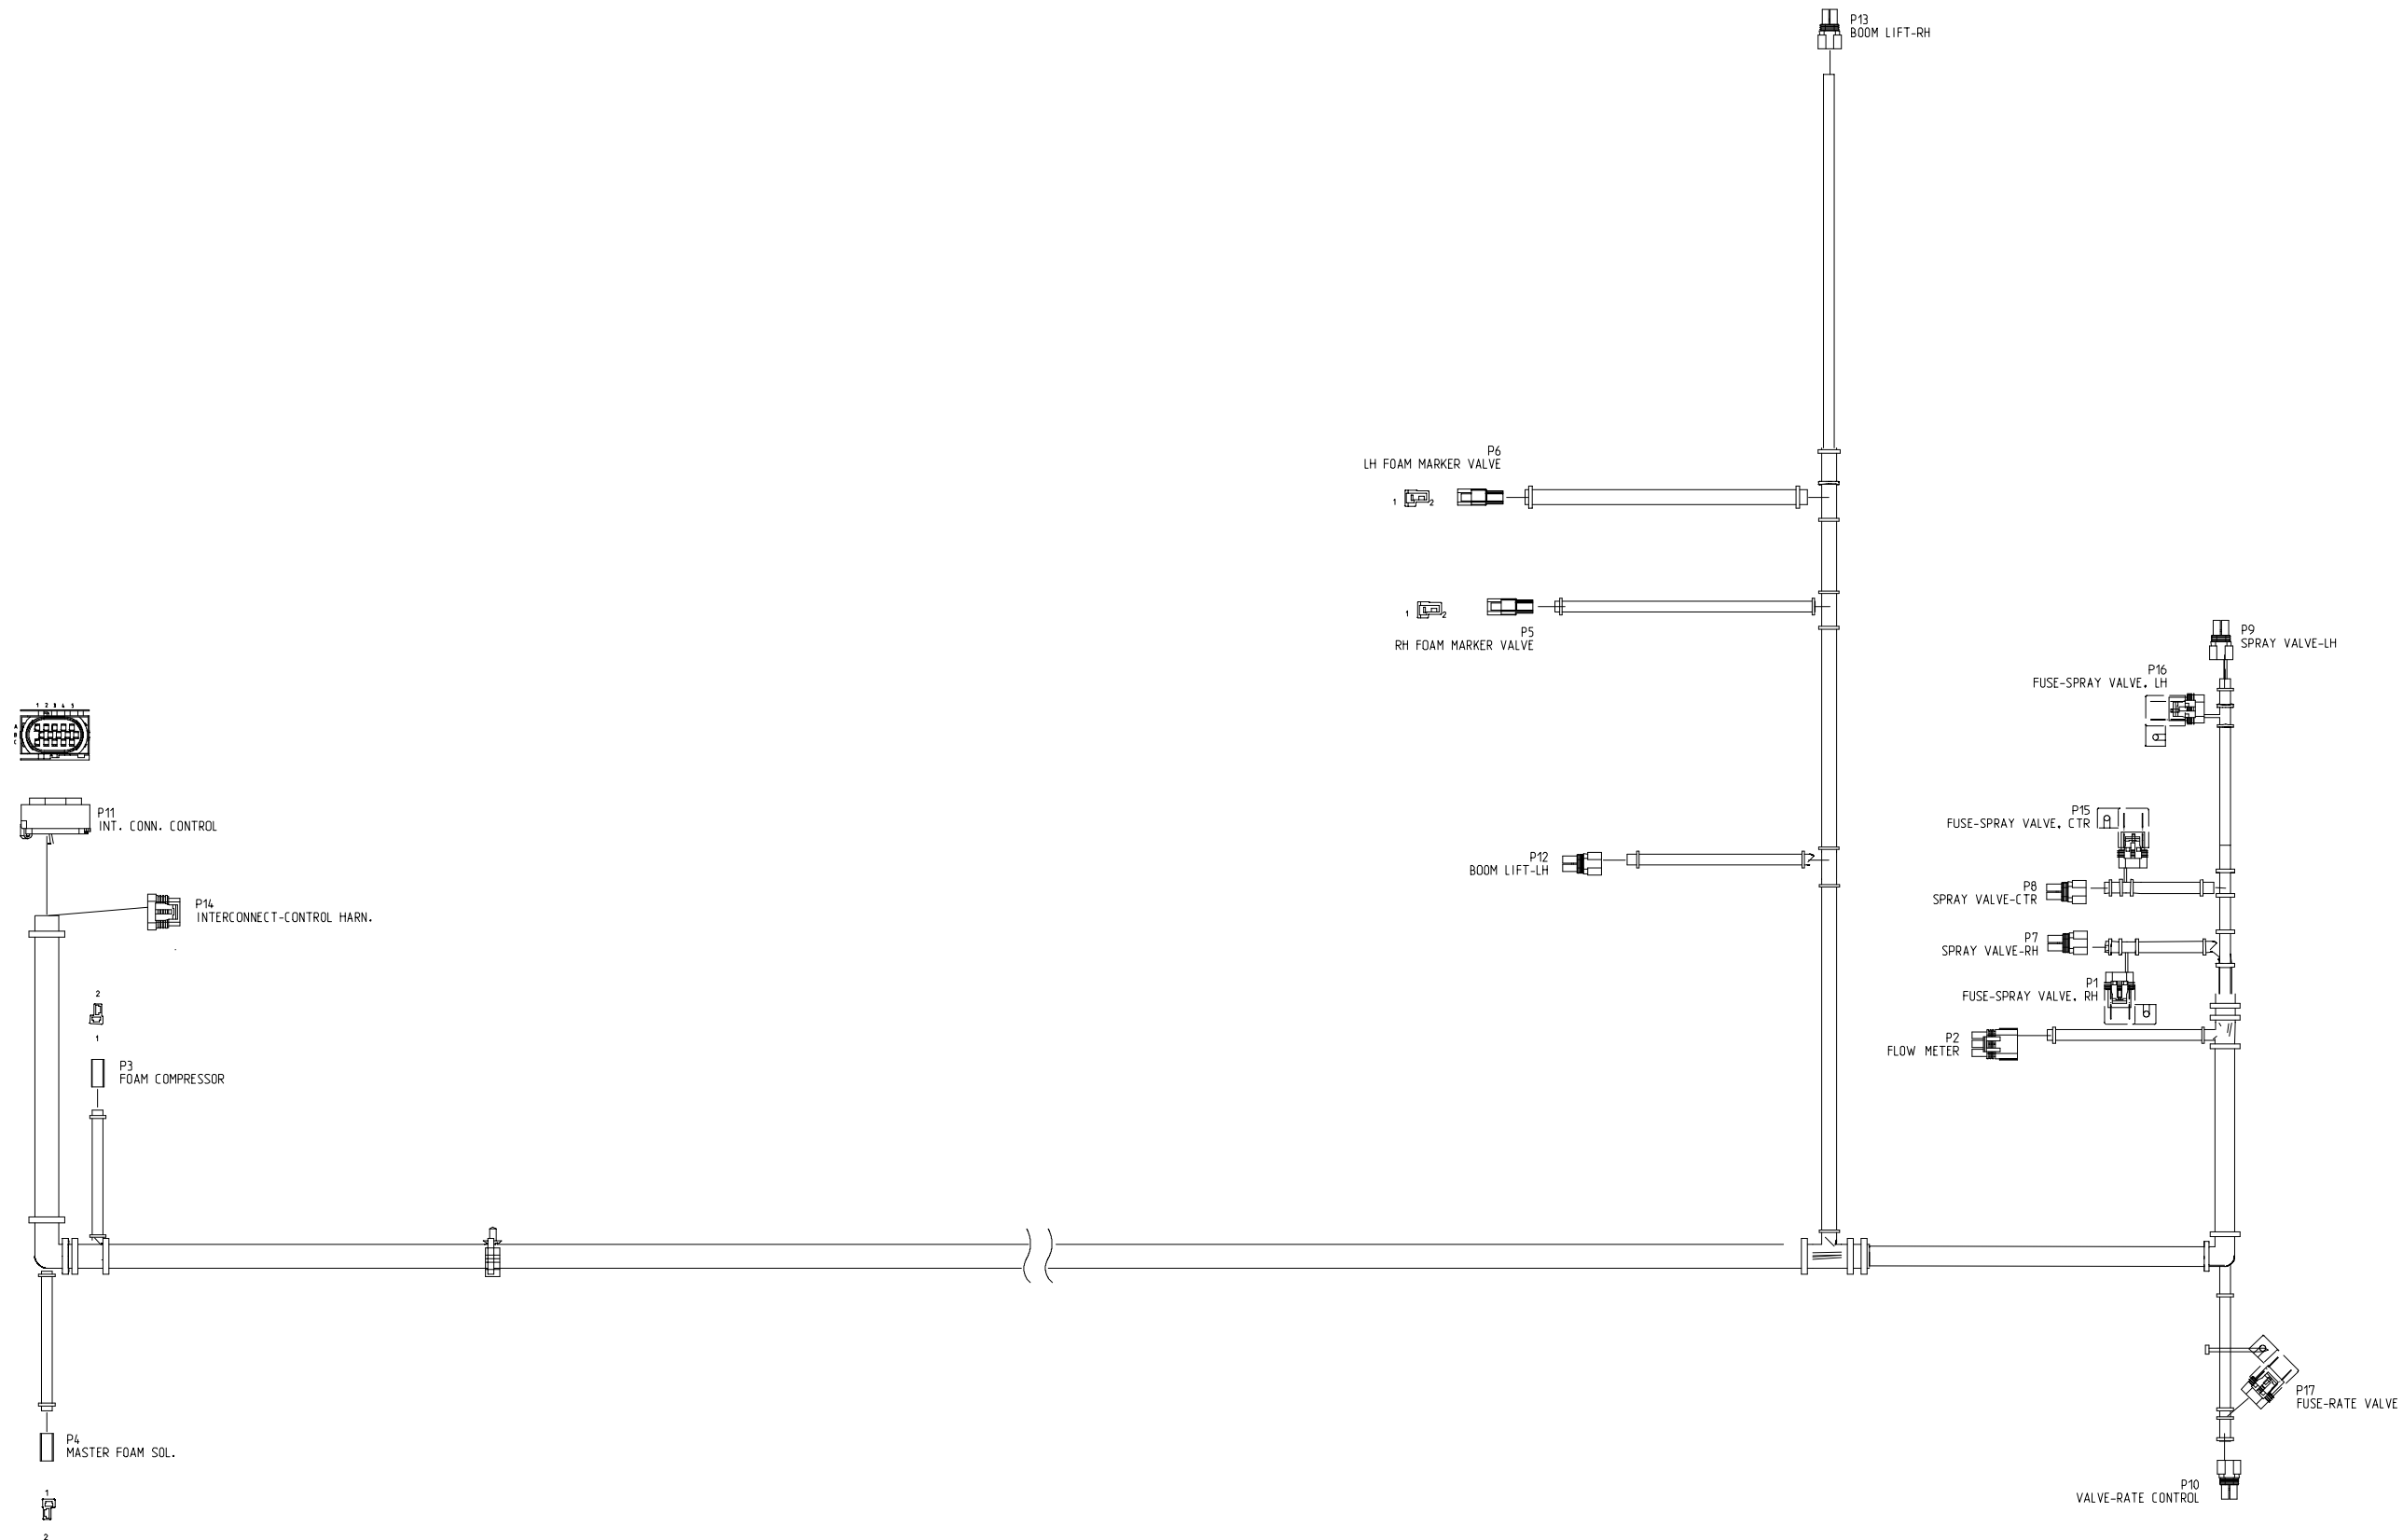 P13
BOOM LIFT-RH
P6
LH FOAM MARKER VALVE
1 2
1 2
P5
RH FOAM MARKER VALVE
P9
SPRAY VALVE-LH
P16
FUSE-SPRAY VALVE, LH
1 2 3 4 5
A
B
C
P11
INT. CONN. CONTROL
P15
FUSE-SPRAY VALVE, CTR
P12
BOOM LIFT-LH
P8
SPRAY VALVE-CTR
P14
INTERCONNECT-CONTROL HARN.
P7
SPRAY VALVE-RH
P1
FUSE-SPRAY VALVE, RH
2
1
P2
FLOW METER
P3
FOAM COMPRESSOR
P17
FUSE-RATE VALVE
P4
MASTER FOAM SOL.
P10
VALVE-RATE CONTROL
1
2